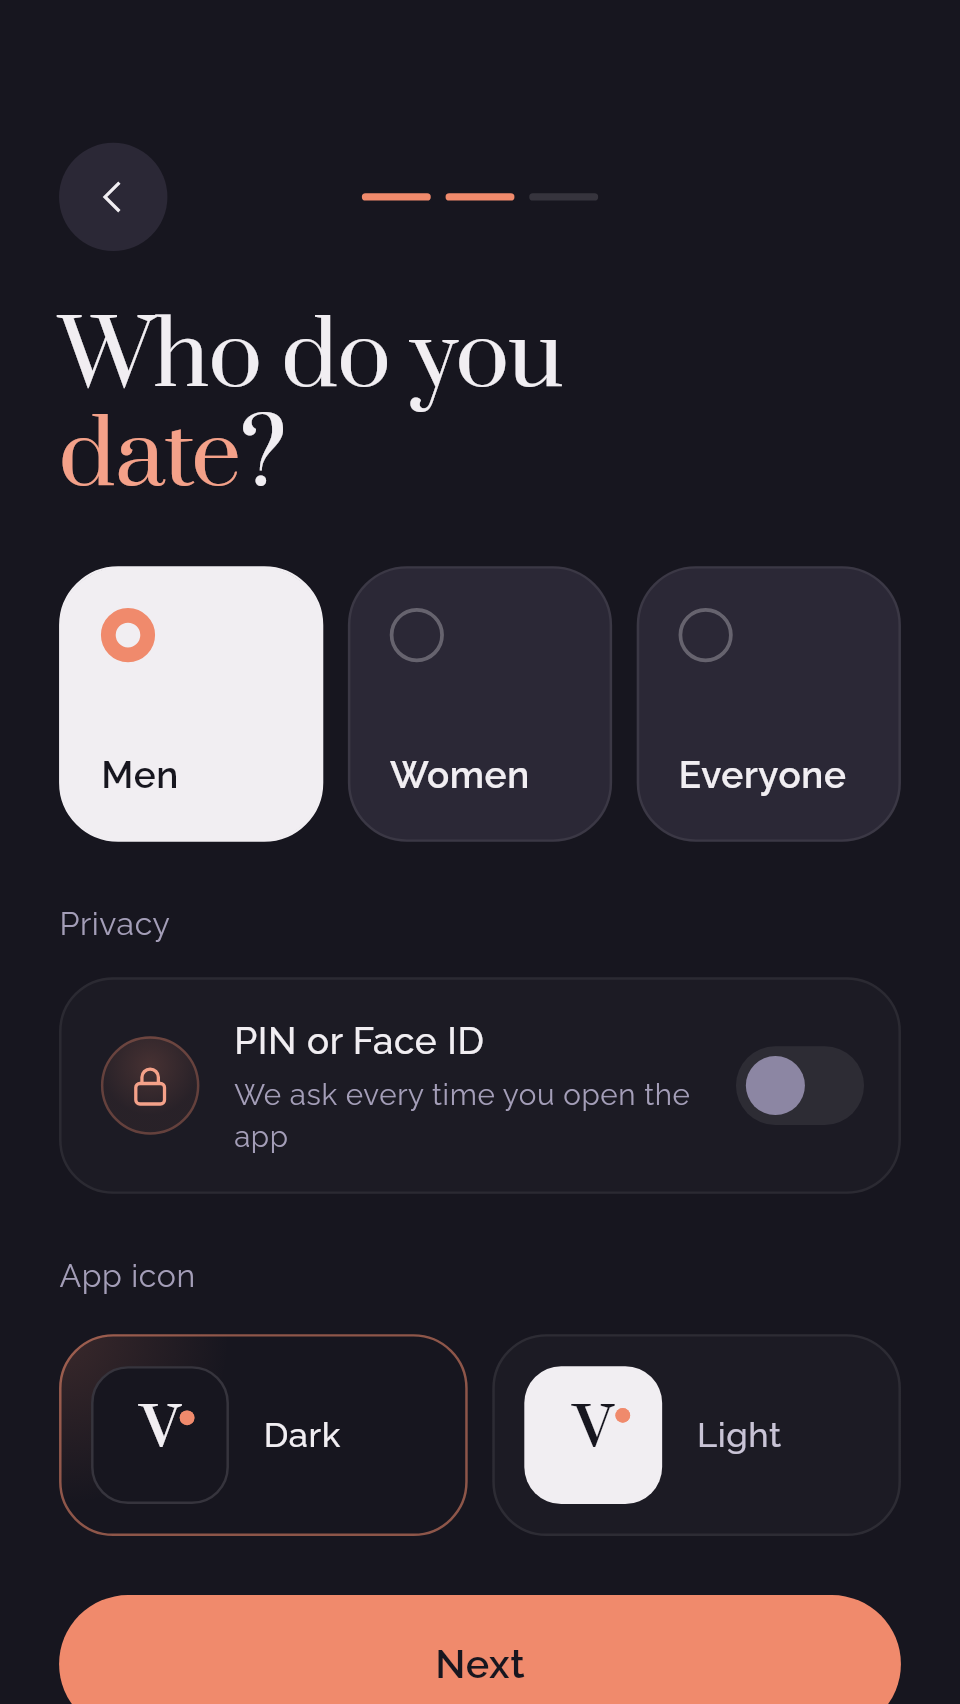 Who do you
date?
Men
Women
Everyone
Privacy
PIN or Face ID
We ask every time you open the
app
App icon
V
Dark
V
Light
Next